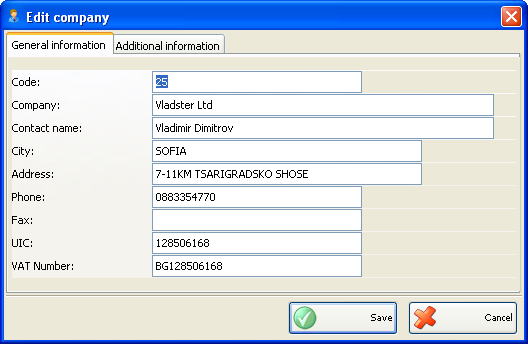 Edit company
General information Additional information
Code: 25
Company: Vladster Ltd
Contact name: Vladimir Dimitrov
City: SOFIA
Address: 7-11KM TSARIGRADSKO SHOSE
Phone: 0883354770
Fax:
UIC: 128506168
VAT Number: BG128506168
Save Cancel